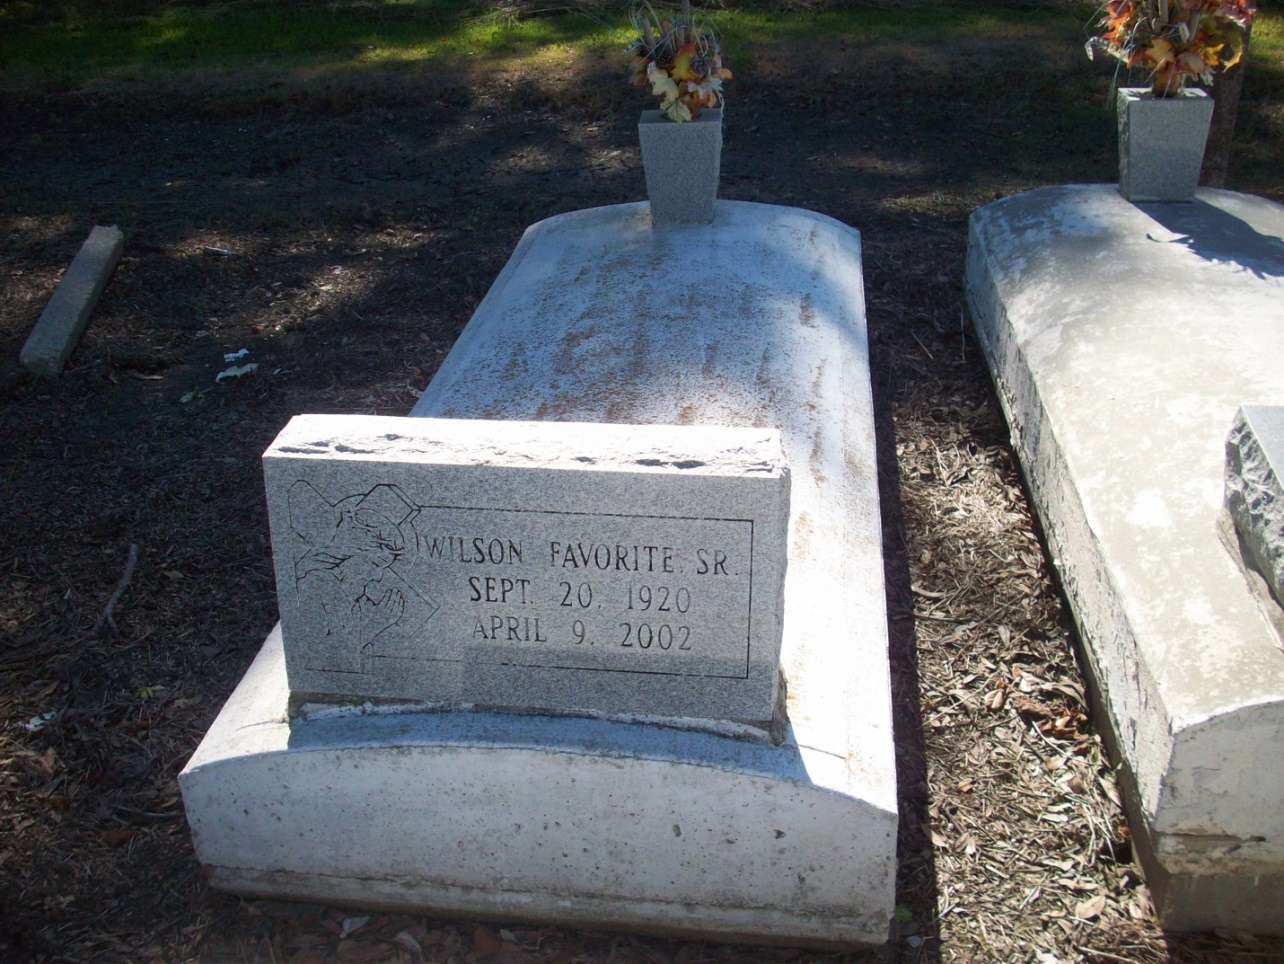 WILSON FAVORITE. SR.
SEPT. 20. 1920
APRIL 9. 2002